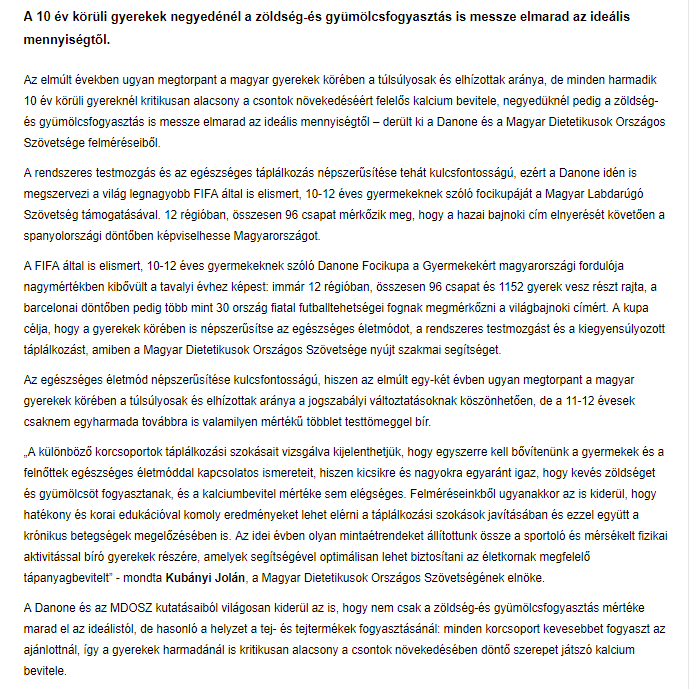 A 10 év körüli gyerekek negyedénél a zöldség-és gyümölcsfogyasztás is messze elmarad az ideális
mennyiségtől.
Az elmúlt években ugyan megtorpant a magyar gyerekek körében a túlsúlyosak és elhízottak aránya, de minden harmadik
10 év körüli gyereknél kritikusan alacsony a csontok növekedéséért felelős kalcium bevitele, negyedüknél pedig a zöldség-
és gyümölcsfogyasztás is messze elmarad az ideális mennyiségtől – derült ki a Danone és a Magyar Dietetikusok Országos
Szövetsége felméréseiből.
A rendszeres testmozgás és az egészséges táplálkozás népszerűsítése tehát kulcsfontosságú, ezért a Danone idén is
megszervezi a világ legnagyobb FIFA által is elismert, 10-12 éves gyermekeknek szóló focikupáját a Magyar Labdarúgó
Szövetség támogatásával. 12 régióban, összesen 96 csapat mérkőzik meg, hogy a hazai bajnoki cím elnyerését követően a
spanyolországi döntőben képviselhesse Magyarországot.
A FIFA által is elismert, 10-12 éves gyermekeknek szóló Danone Focikupa a Gyermekekért magyarországi fordulója
nagymértékben kibővült a tavalyi évhez képest: immár 12 régióban, összesen 96 csapat és 1152 gyerek vesz részt rajta, a
barcelonai döntőben pedig több mint 30 ország fiatal futballtehetségei fognak megmérkőzni a világbajnoki címért. A kupa
célja, hogy a gyerekek körében is népszerűsítse az egészséges életmódot, a rendszeres testmozgást és a kiegyensúlyozott
táplálkozást, amiben a Magyar Dietetikusok Országos Szövetsége nyújt szakmai segítséget.
Az egészséges életmód népszerűsítése kulcsfontosságú, hiszen az elmúlt egy-két évben ugyan megtorpant a magyar
gyerekek körében a túlsúlyosak és elhízottak aránya a jogszabályi változtatásoknak köszönhetően, de a 11-12 évesek
csaknem egyharmada továbbra is valamilyen mértékű többlet testtömeggel bír.
„A különböző korcsoportok táplálkozási szokásait vizsgálva kijelenthetjük, hogy egyszerre kell bővítenünk a gyermekek és a
felnőttek egészséges életmóddal kapcsolatos ismereteit, hiszen kicsikre és nagyokra egyaránt igaz, hogy kevés zöldséget
és gyümölcsöt fogyasztanak, és a kalciumbevitel mértéke sem elégséges. Felméréseinkből ugyanakkor az is kiderül, hogy
hatékony és korai edukációval komoly eredményeket lehet elérni a táplálkozási szokások javításában és ezzel együtt a
krónikus betegségek megelőzésében is. Az idei évben olyan mintaétrendeket állítottunk össze a sportoló és mérsékelt fizikai
aktivitással bíró gyerekek részére, amelyek segítségével optimálisan lehet biztosítani az életkornak megfelelő
tápanyagbevitelt” - mondta Kubányi Jolán, a Magyar Dietetikusok Országos Szövetségének elnöke.
A Danone és az MDOSZ kutatásaiból világosan kiderül az is, hogy nem csak a zöldség-és gyümölcsfogyasztás mértéke
marad el az ideálistól, de hasonló a helyzet a tej- és tejtermékek fogyasztásánál: minden korcsoport kevesebbet fogyaszt az
ajánlottnál, így a gyerekek harmadánál is kritikusan alacsony a csontok növekedésében döntő szerepet játszó kalcium
bevitele.